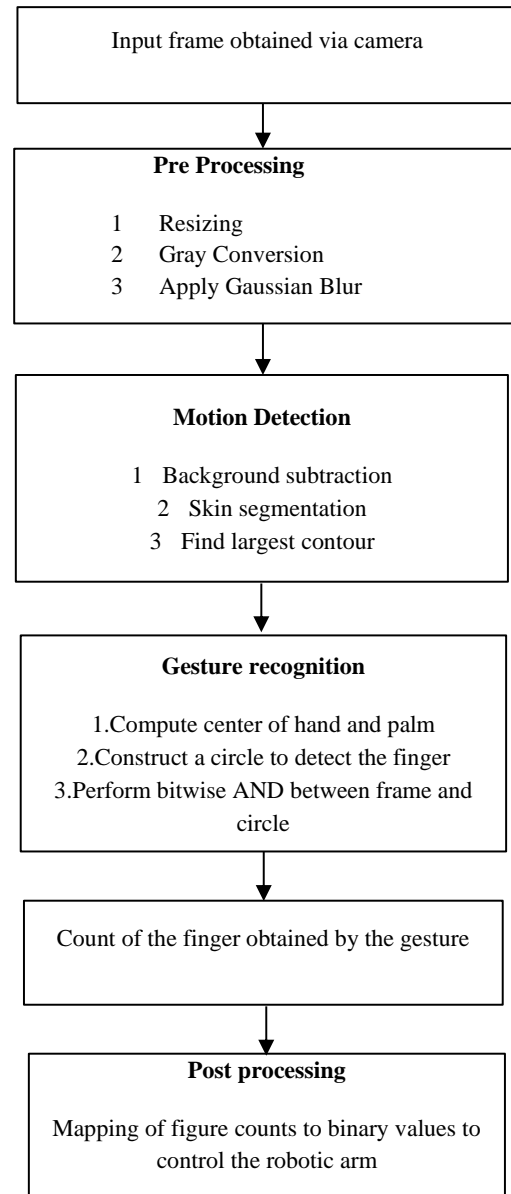 Input frame obtained via camera
Pre Processing
1 Resizing
2 Gray Conversion
3 Apply Gaussian Blur
Motion Detection
1 Background subtraction
2 Skin segmentation
3 Find largest contour
Gesture recognition
1.Compute center of hand and palm
2.Construct a circle to detect the finger
3.Perform bitwise AND between frame and
circle
Count of the finger obtained by the gesture
Post processing
Mapping of figure counts to binary values to
control the robotic arm